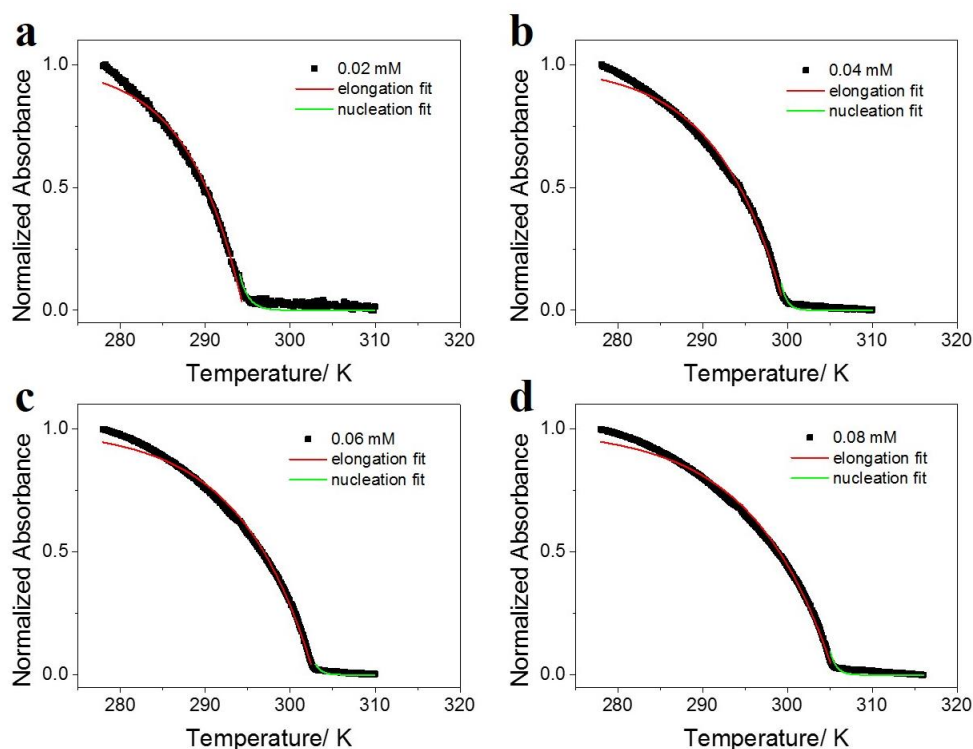 a
1.0
0.5
0.0
Normalized Absorbance
0.02 mM
elongation fit
nucleation fit
280 290 300 310 320
Temperature/ K
b
1.0
0.5
0.0
Normalized Absorbance
0.04 mM
elongation fit
nucleation fit
280 290 300 310 320
Temperature/ K
c
1.0
0.5
0.0
Normalized Absorbance
0.06 mM
elongation fit
nucleation fit
280 290 300 310 320
Temperature/ K
d
1.0
0.5
0.0
Normalized Absorbance
0.08 mM
elongation fit
nucleation fit
280 290 300 310 320
Temperature/ K